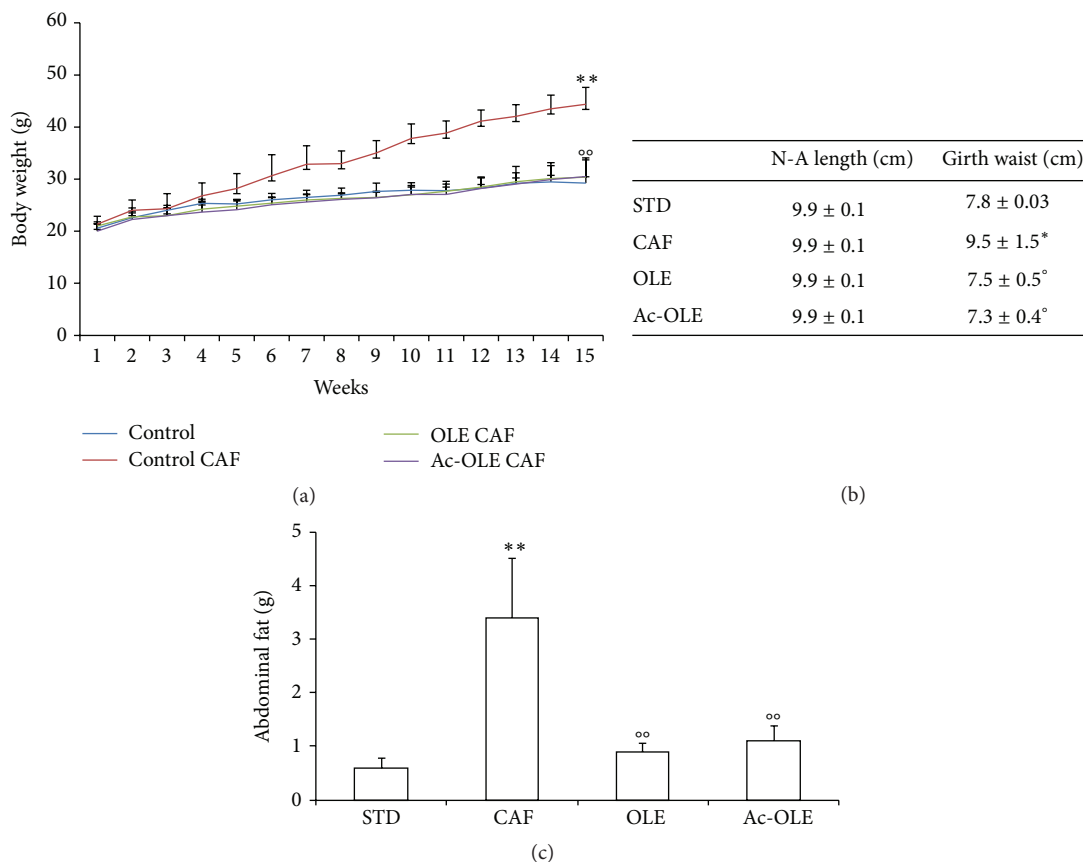 60
50
40
30
20
10
0
Body weight (g)
**
°°
1 2 3 4 5 6 7 8 9 10 11 12 13 14 15
Weeks
Control
Control CAF
OLE CAF
Ac-OLE CAF
(a)
N-A length (cm) Girth waist (cm)
STD 9.9 ± 0.1 7.8 ± 0.03
CAF 9.9 ± 0.1 9.5 ± 1.5*
OLE 9.9 ± 0.1 7.5 ± 0.5°
Ac-OLE 9.9 ± 0.1 7.3 ± 0.4°
(b)
5
4
3
2
1
0
Abdominal fat (g)
**
°°
°°
STD CAF OLE Ac-OLE
(c)